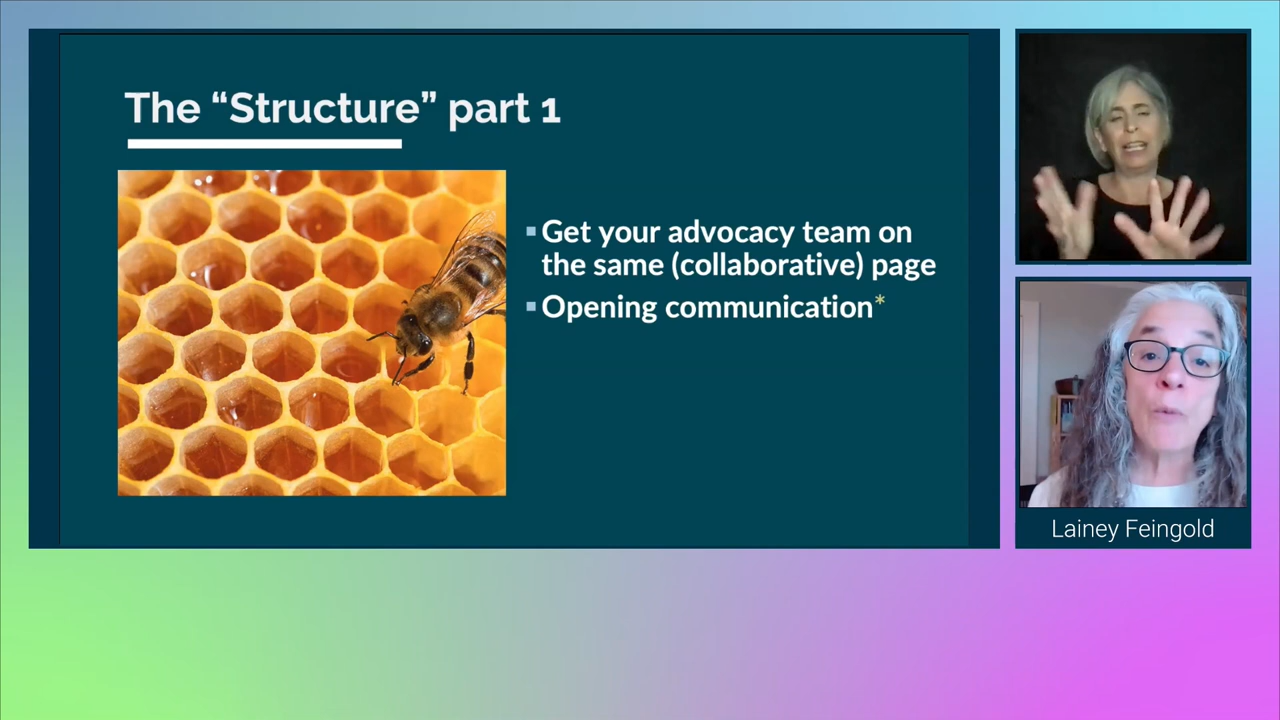 The “Structure” part 1
▪ Get your advocacy team on
the same (collaborative) page
▪ Opening communication*
Lainey Feingold